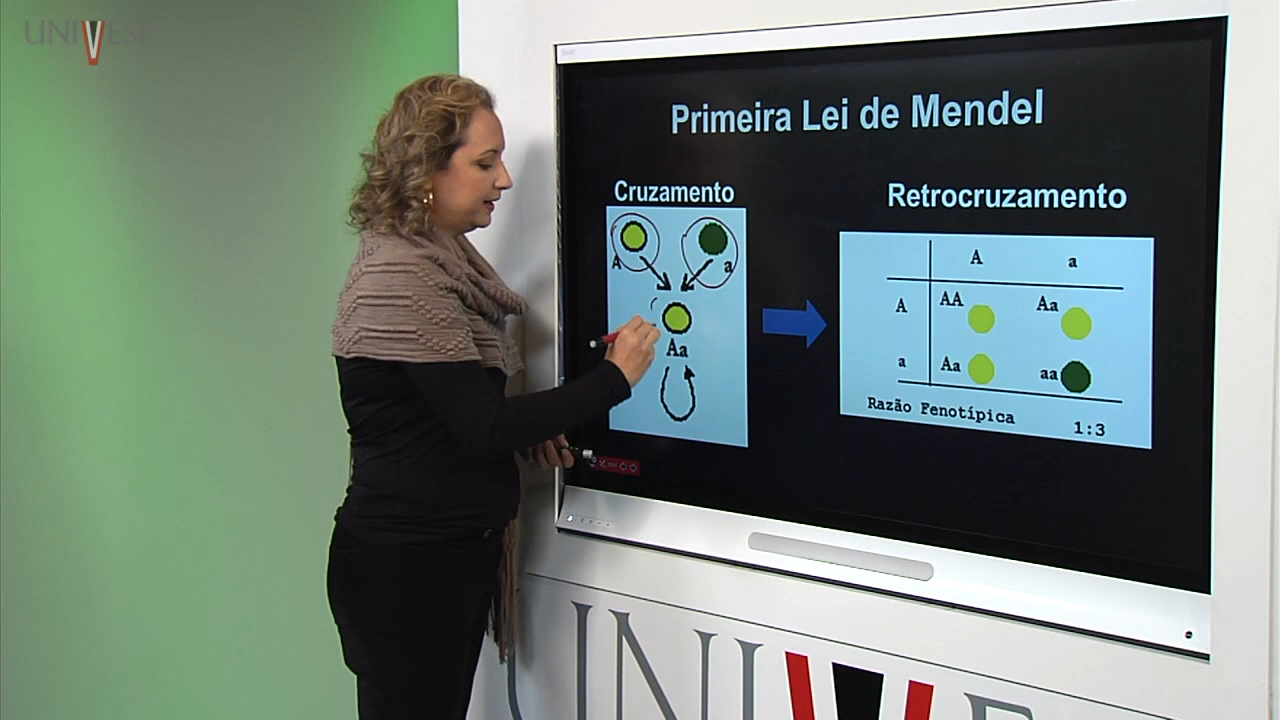 UNIVESP
Primeira Lei de Mendel
Cruzamento
A
a
Aa
Retrocruzamento
A a
A AA Aa
a Aa aa
Razão Fenotípica 1:3
UNIVE